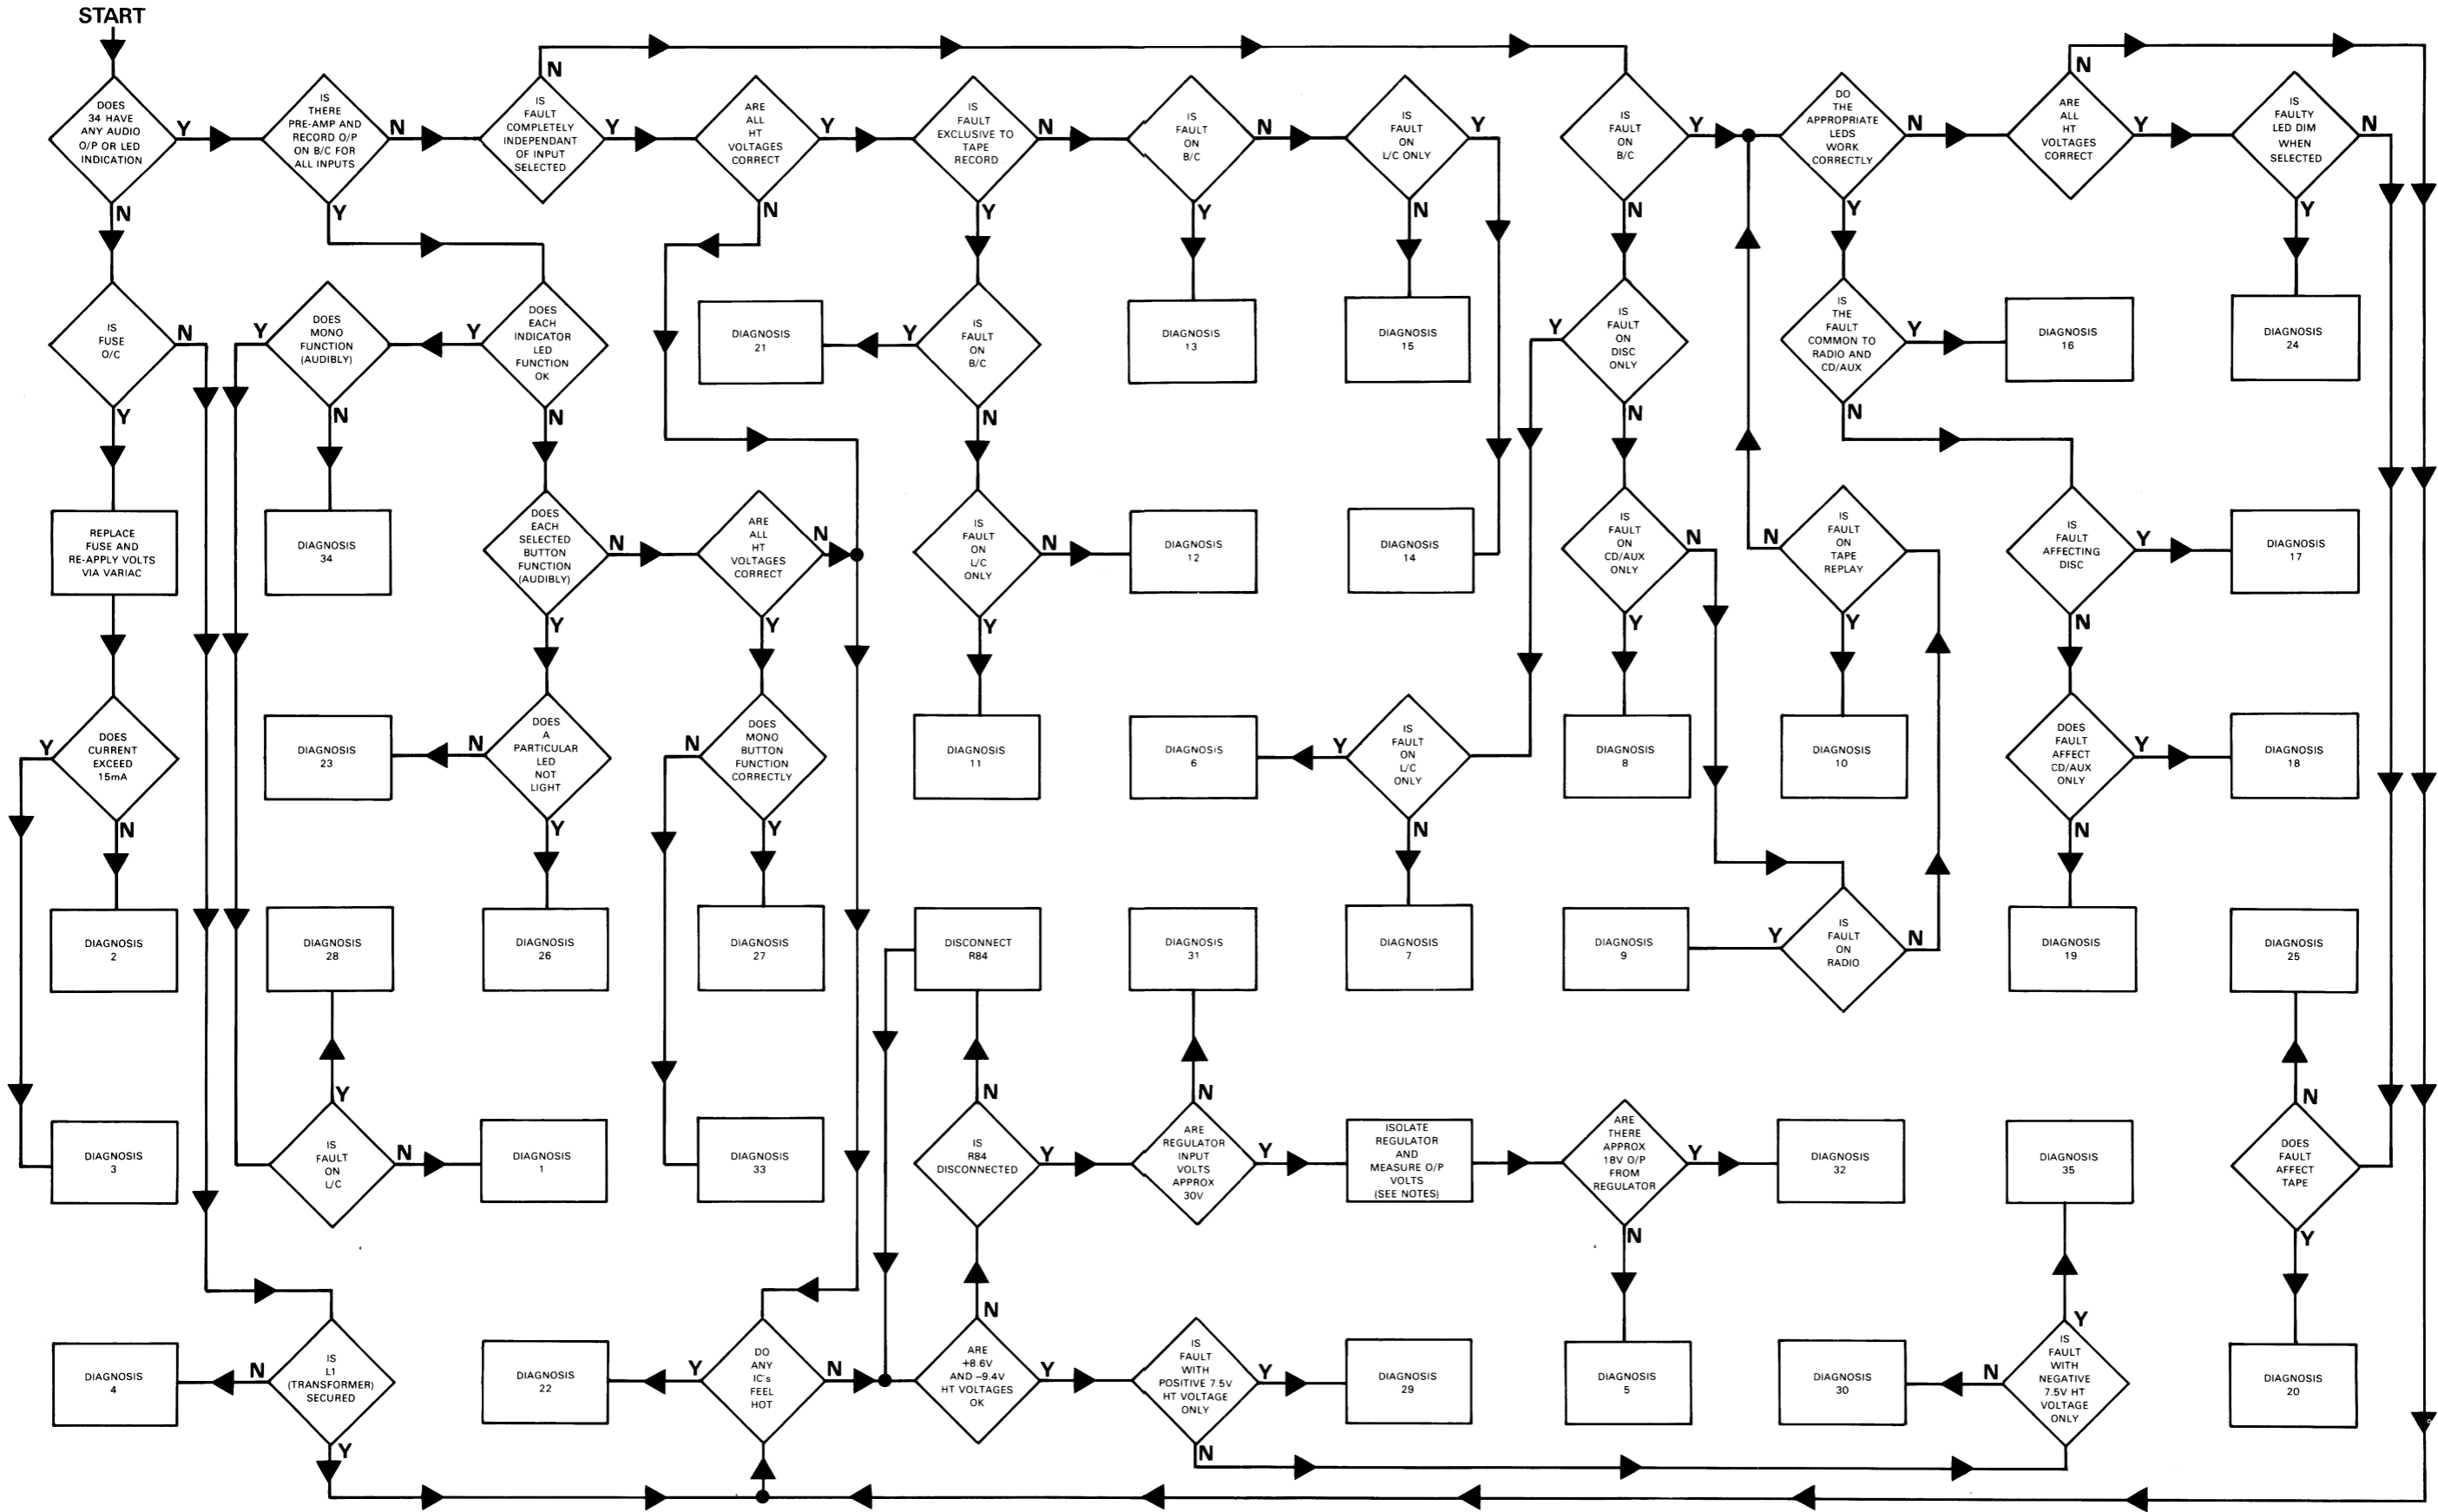 START
DOES
34 HAVE
ANY AUDIO
O/P OR LED
INDICATION
Y
N
IS
THERE
PRE-AMP AND
RECORD O/P
ON B/C FOR
ALL INPUTS
N
Y
IS
FAULT
COMPLETELY
INDEPENDANT
OF INPUT
SELECTED
N
Y
ARE
ALL
HT
VOLTAGES
CORRECT
Y
N
IS
FAULT
EXCLUSIVE TO
TAPE
RECORD
N
Y
IS
FAULT
ON
B/C
N
Y
IS
FAULT
ON
L/C ONLY
Y
N
IS
FAULT
ON
B/C
Y
N
DO
THE
APPROPRIATE
LEDS
WORK
CORRECTLY
N
Y
ARE
ALL
HT
VOLTAGES
CORRECT
N
Y
IS
FAULTY
LED DIM
WHEN
SELECTED
N
Y
IS
FUSE
O/C
N
Y
DOES
MONO
FUNCTION
(AUDIBLY)
Y
N
DOES
EACH
INDICATOR
LED
FUNCTION
OK
Y
N
DIAGNOSIS
21
IS
FAULT
ON
B/C
Y
N
DIAGNOSIS
13
DIAGNOSIS
15
IS
FAULT
ON
DISC
ONLY
Y
N
IS
THE
FAULT
COMMON TO
RADIO AND
CD/AUX
Y
N
DIAGNOSIS
16
DIAGNOSIS
24
REPLACE
FUSE AND
RE-APPLY VOLTS
VIA VARIAC
DIAGNOSIS
34
DOES
EACH
SELECTED
BUTTON
FUNCTION
(AUDIBLY)
N
Y
ARE
ALL
HT
VOLTAGES
CORRECT
N
Y
IS
FAULT
ON
L/C
ONLY
N
Y
DIAGNOSIS
12
DIAGNOSIS
14
IS
FAULT
ON
CD/AUX
ONLY
N
Y
IS
FAULT
ON
TAPE
REPLAY
N
Y
IS
FAULT
AFFECTING
DISC
Y
N
DIAGNOSIS
17
DOES
CURRENT
EXCEED
15mA
Y
N
DIAGNOSIS
23
DOES
A
PARTICULAR
LED
NOT
LIGHT
N
Y
DOES
MONO
BUTTON
FUNCTION
CORRECTLY
N
Y
DIAGNOSIS
11
DIAGNOSIS
6
IS
FAULT
ON
L/C
ONLY
Y
N
DIAGNOSIS
8
DIAGNOSIS
10
DOES
FAULT
AFFECT
CD/AUX
ONLY
Y
N
DIAGNOSIS
18
DIAGNOSIS
2
DIAGNOSIS
28
DIAGNOSIS
26
DIAGNOSIS
27
DISCONNECT
R84
DIAGNOSIS
31
DIAGNOSIS
7
DIAGNOSIS
9
IS
FAULT
ON
RADIO
Y
N
DIAGNOSIS
19
DIAGNOSIS
25
DIAGNOSIS
3
IS
FAULT
ON
L/C
Y
N
DIAGNOSIS
1
DIAGNOSIS
33
IS
R84
DISCONNECTED
N
Y
ARE
REGULATOR
INPUT
VOLTS
APPROX
30V
N
Y
ISOLATE
REGULATOR
AND
MEASURE O/P
VOLTS
(SEE NOTES)
ARE
THERE
APPROX
18V O/P
FROM
REGULATOR
Y
N
DIAGNOSIS
32
DIAGNOSIS
35
DOES
FAULT
AFFECT
TAPE
N
Y
DIAGNOSIS
4
IS
L1
(TRANSFORMER)
SECURED
N
Y
DIAGNOSIS
22
DO
ANY
IC's
FEEL
HOT
Y
N
ARE
+8.6V
AND -9.4V
HT VOLTAGES
OK
N
Y
IS
FAULT
WITH
POSITIVE 7.5V
HT VOLTAGE
ONLY
Y
N
DIAGNOSIS
29
DIAGNOSIS
5
DIAGNOSIS
30
IS
FAULT
WITH
NEGATIVE
7.5V HT
VOLTAGE
ONLY
Y
N
DIAGNOSIS
20